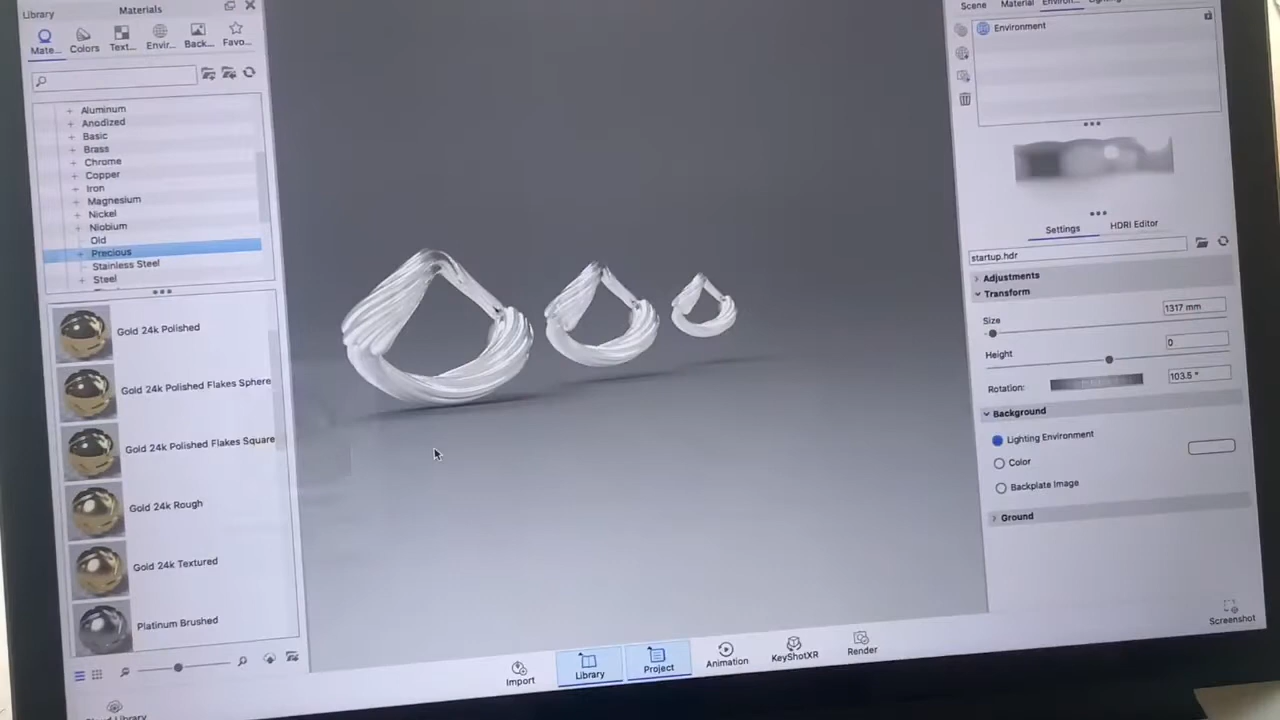 Library
Materials
Mate...
Colors
Text...
Envir...
Back...
Favo...
Aluminum
Anodized
Basic
Brass
Chrome
Copper
Iron
Magnesium
Nickel
Niobium
Old
Precious
Stainless Steel
Steel
Gold 24k Polished
Gold 24k Polished Flakes Sphere
Gold 24k Polished Flakes Square
Gold 24k Rough
Gold 24k Textured
Platinum Brushed
Import
Library
Project
Animation
KeyShotXR
Render
Screenshot
Scene
Material
Environment
Settings
HDRI Editor
startup.hdr
Adjustments
Transform
Size
1317 mm
Height
0
Rotation:
103.5 °
Background
Lighting Environment
Color
Backplate Image
Ground